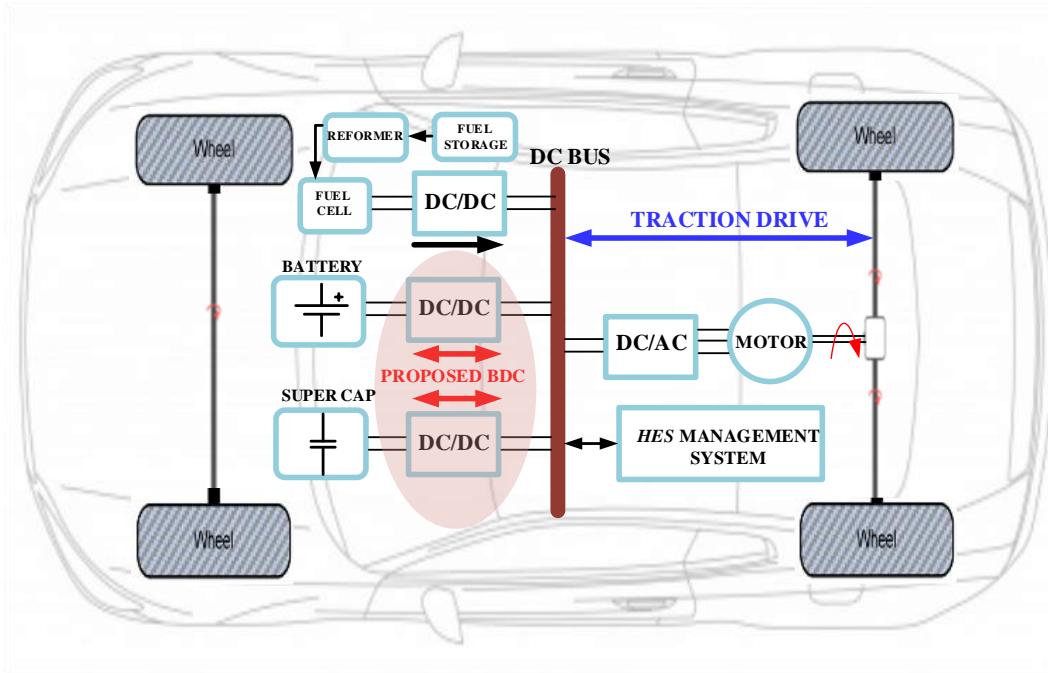 Wheel
Wheel
REFORMER
FUEL
STORAGE
DC BUS
FUEL
CELL
DC/DC
TRACTION DRIVE
BATTERY
+
DC/DC
DC/AC
MOTOR
PROPOSED BDC
SUPER CAP
DC/DC
HES MANAGEMENT
SYSTEM
Wheel
Wheel